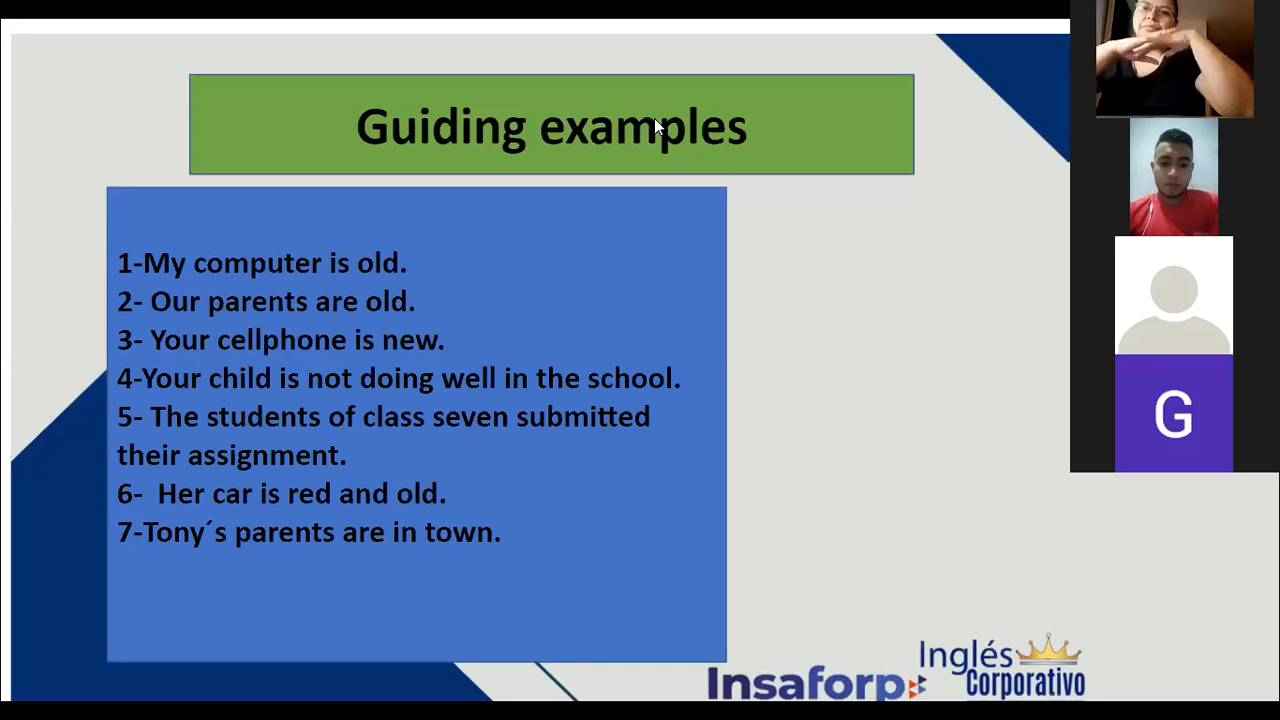 Guiding examples
1-My computer is old.
2- Our parents are old.
3- Your cellphone is new.
4-Your child is not doing well in the school.
5- The students of class seven submitted
their assignment.
6-  Her car is red and old.
7-Tony´s parents are in town.
G
Insaforp
Inglés
Corporativo